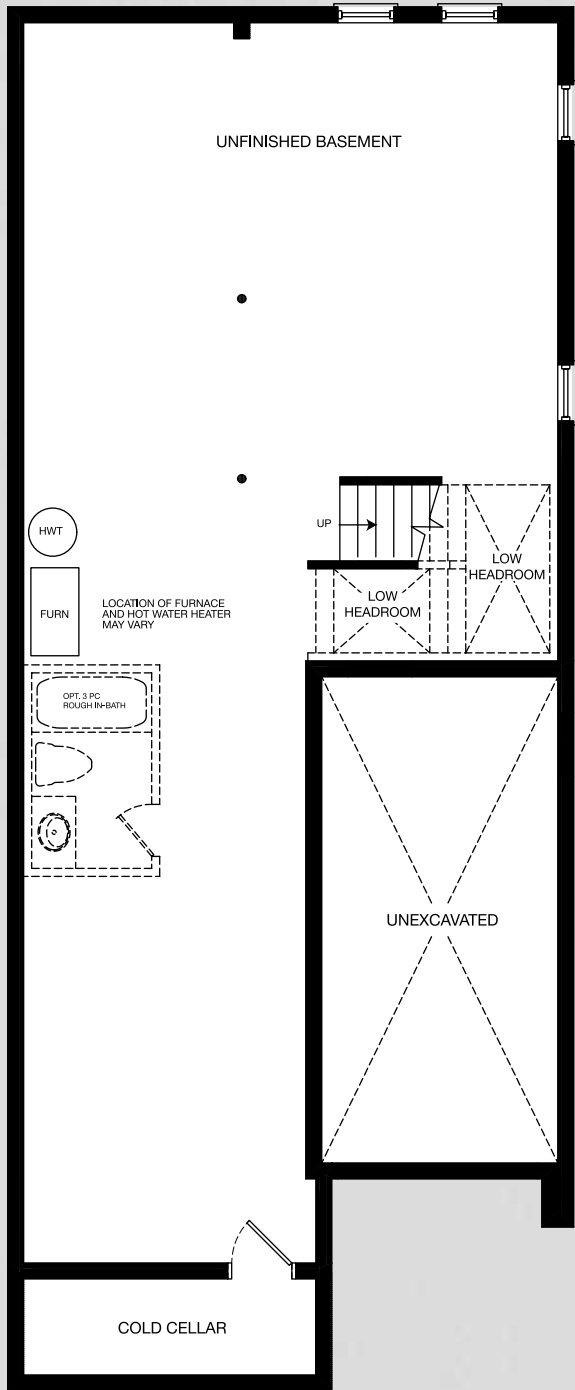 UNFINISHED BASEMENT
UP
HWT
LOW
HEADROOM
LOW
HEADROOM
FURN
LOCATION OF FURNACE
AND HOT WATER HEATER
MAY VARY
OPT. 3 PC
ROUGH IN-BATH
UNEXCAVATED
COLD CELLAR